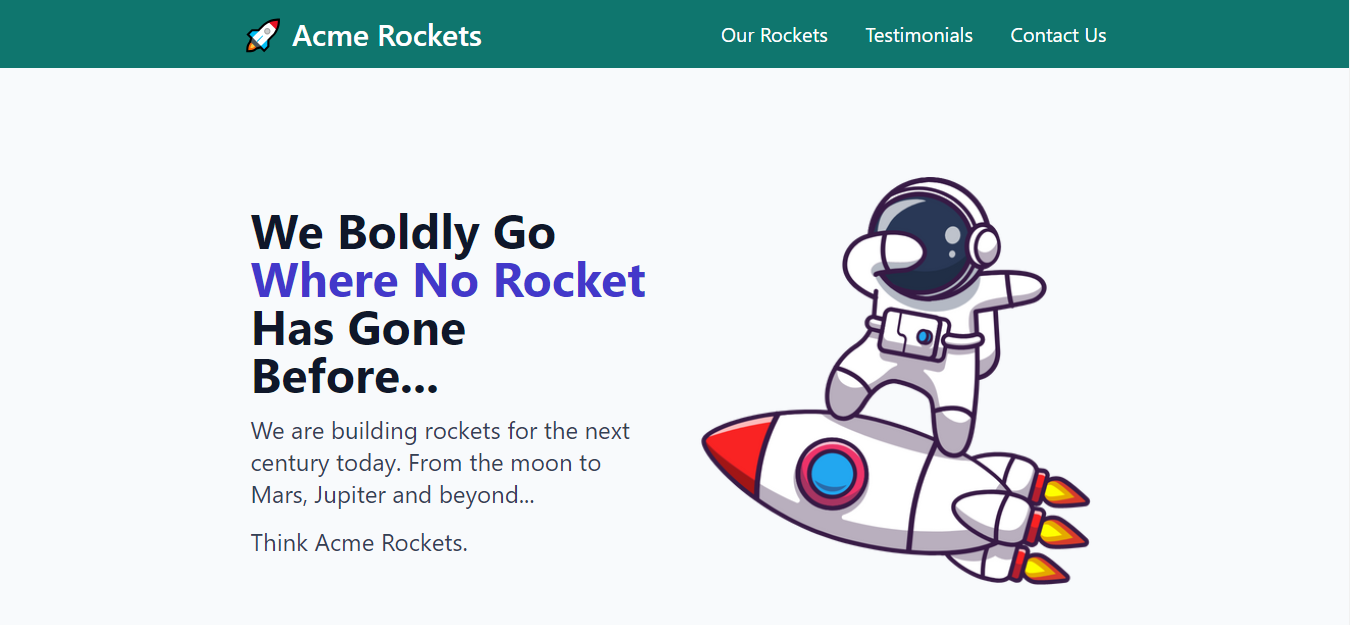 Acme Rockets
Our Rockets
Testimonials
Contact Us
We Boldly Go
Where No Rocket
Has Gone
Before...
We are building rockets for the next
century today. From the moon to
Mars, Jupiter and beyond...
Think Acme Rockets.